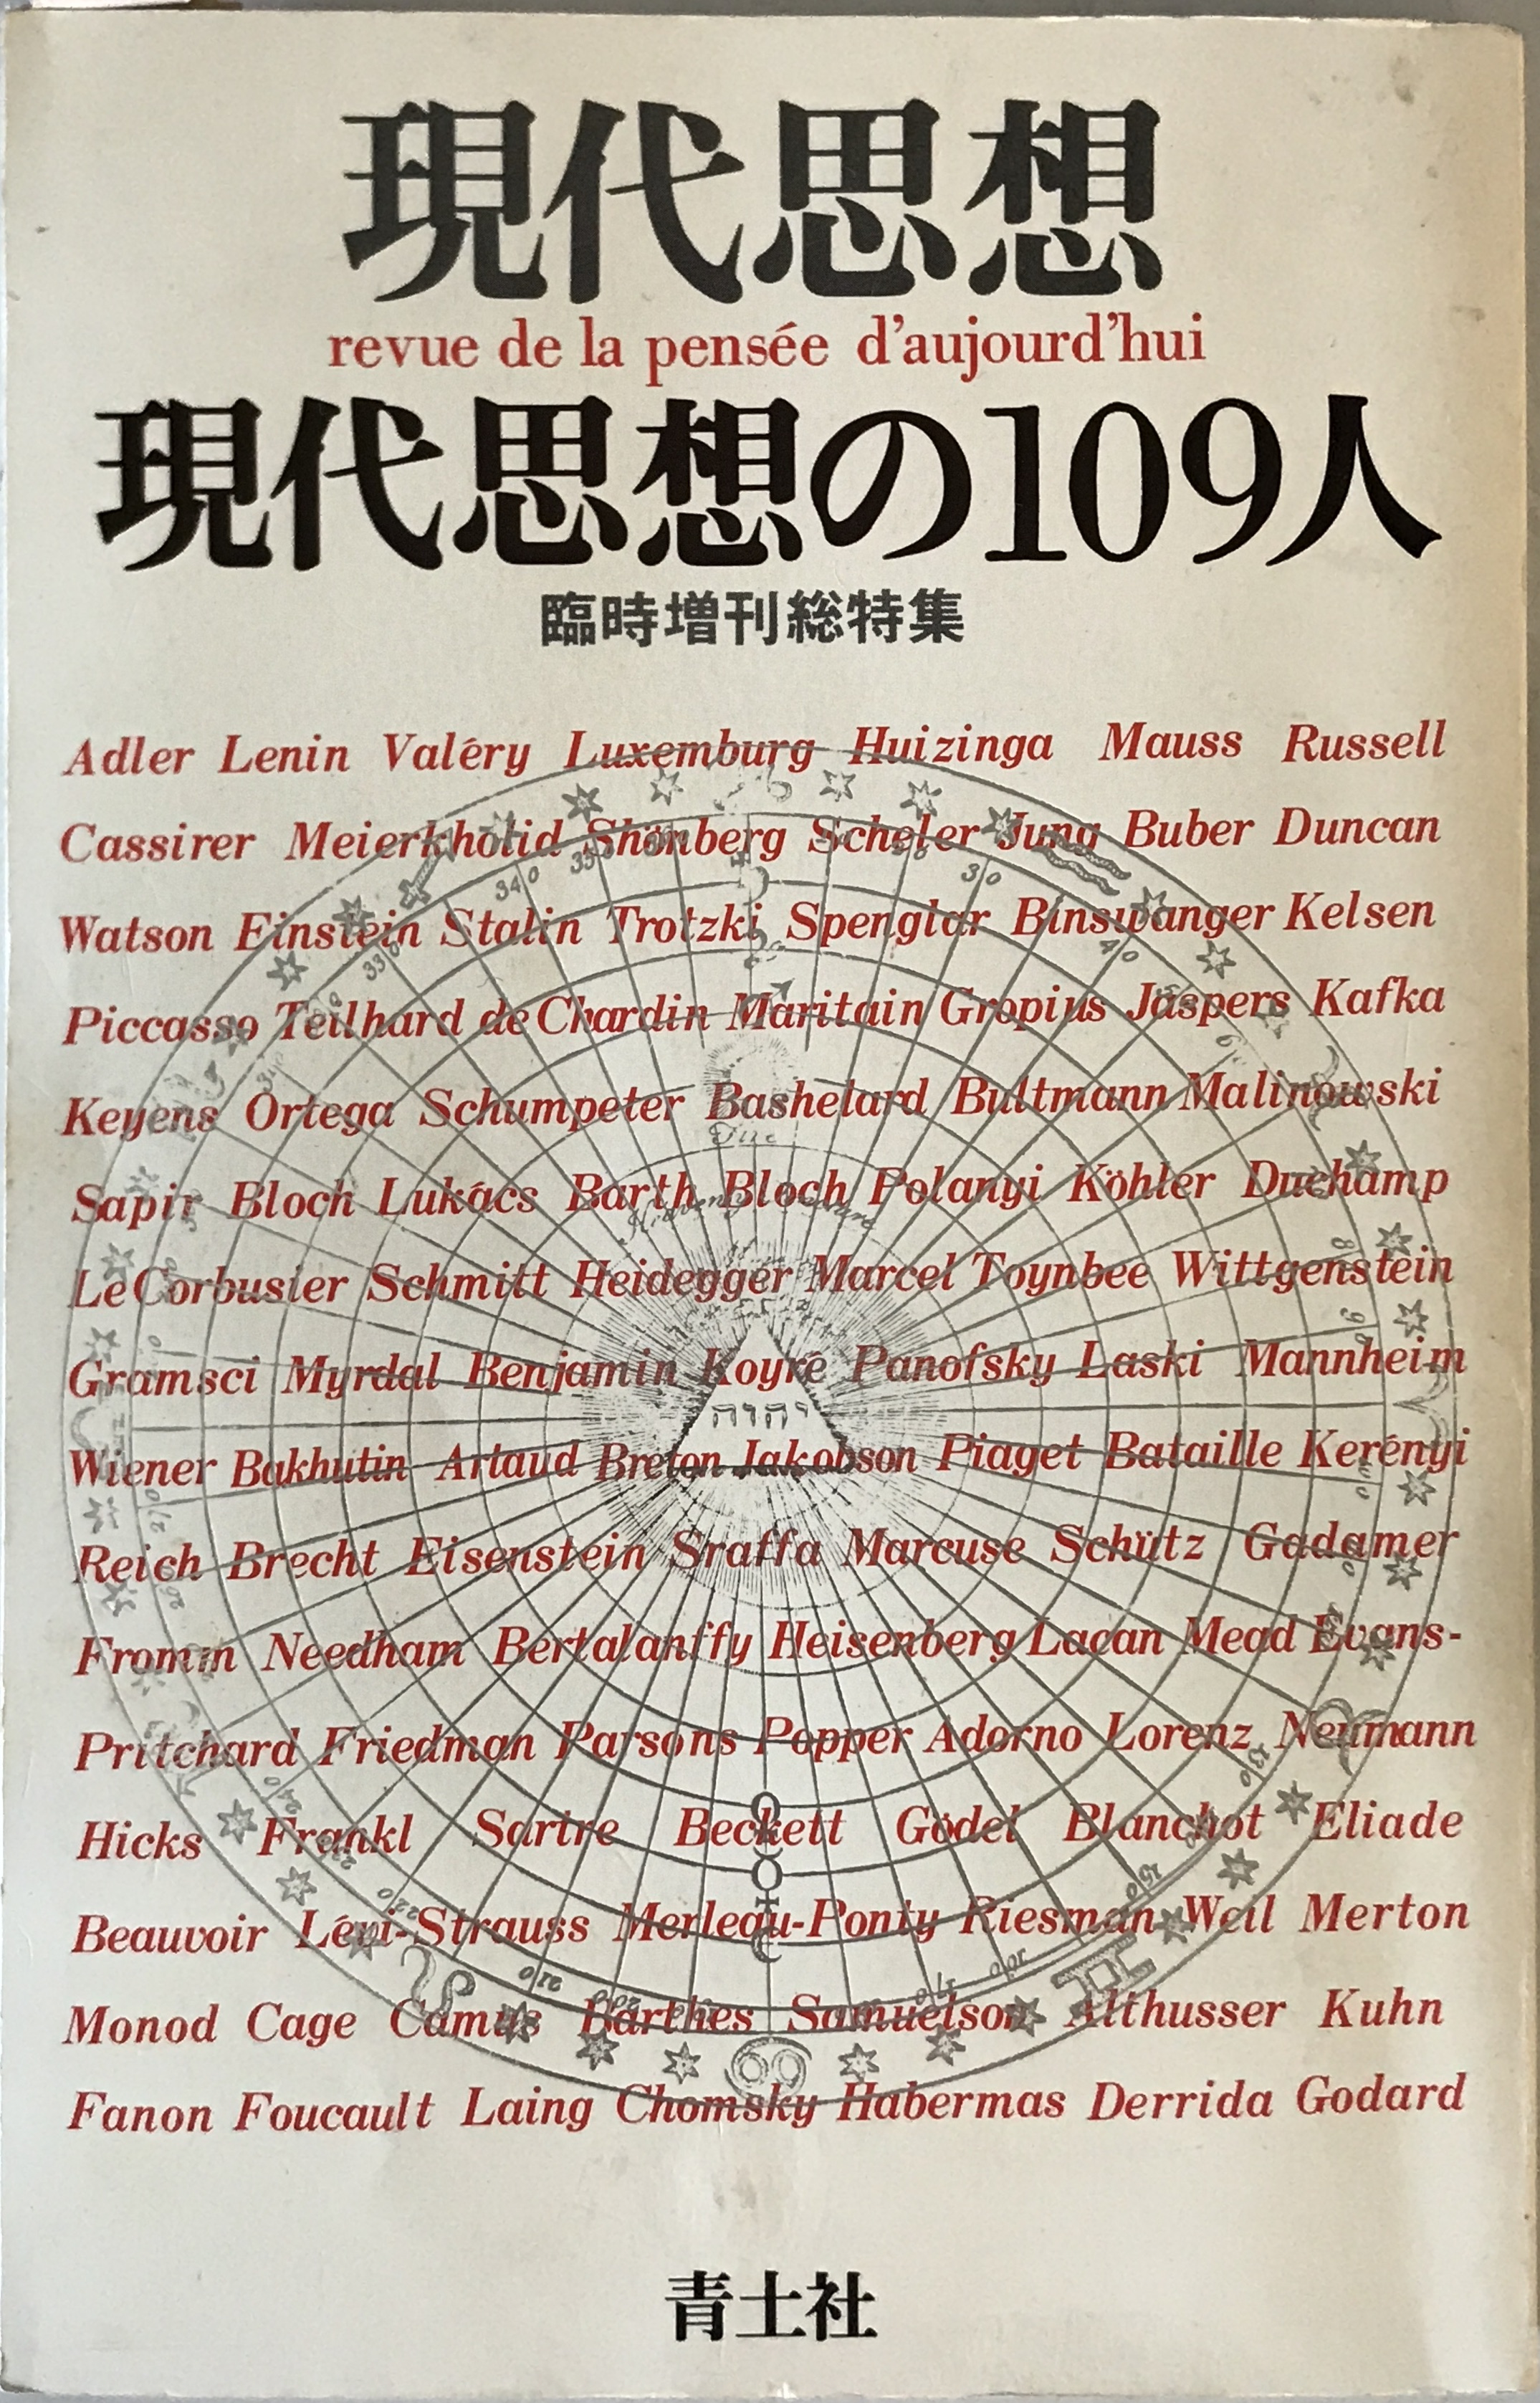 現代思想
revue de la pensée d'aujourd'hui
現代思想の109人
臨時増刊総特集
Adler Lenin Valéry Luxemburg Huizinga Mauss Russell
Cassirer Meierkholid Shönberg Scheler Jung Buber Duncan
Watson Einstein Stalin Trotzki Spenglar Binswanger Kelsen
Piccasso Teilhard de Chardin Maritain Gropius Jaspers Kafka
Keyens Ortega Schumpeter Bashelard Bultmann Malinowski
Sapir Bloch Lukács Barth Bloch Polanyi Köhler Duchamp
Le Corbusier Schmitt Heidegger Marcel Toynbee Wittgenstein
Gramsci Myrdal Benjamin Koyré Panofsky Laski Mannheim
יהוה
Wiener Bakhutin Artaud Breton Jakobson Piaget Bataille Kerényi
Reich Brecht Eisenstein Sraffa Marcuse Schütz Gadamer
Fromm Needham Bertalanffy Heisenberg Lacan Mead Evans-
Pritchard Friedman Parsons Popper Adorno Lorenz Neumann
Hicks Frankl Sartre Beckett Gödel Blanchot Eliade
Beauvoir Lévi-Strauss Merleau-Ponty Riesman Weil Merton
Monod Cage Camus Barthes Samuelson Althusser Kuhn
Fanon Foucault Laing Chomsky Habermas Derrida Godard
青土社